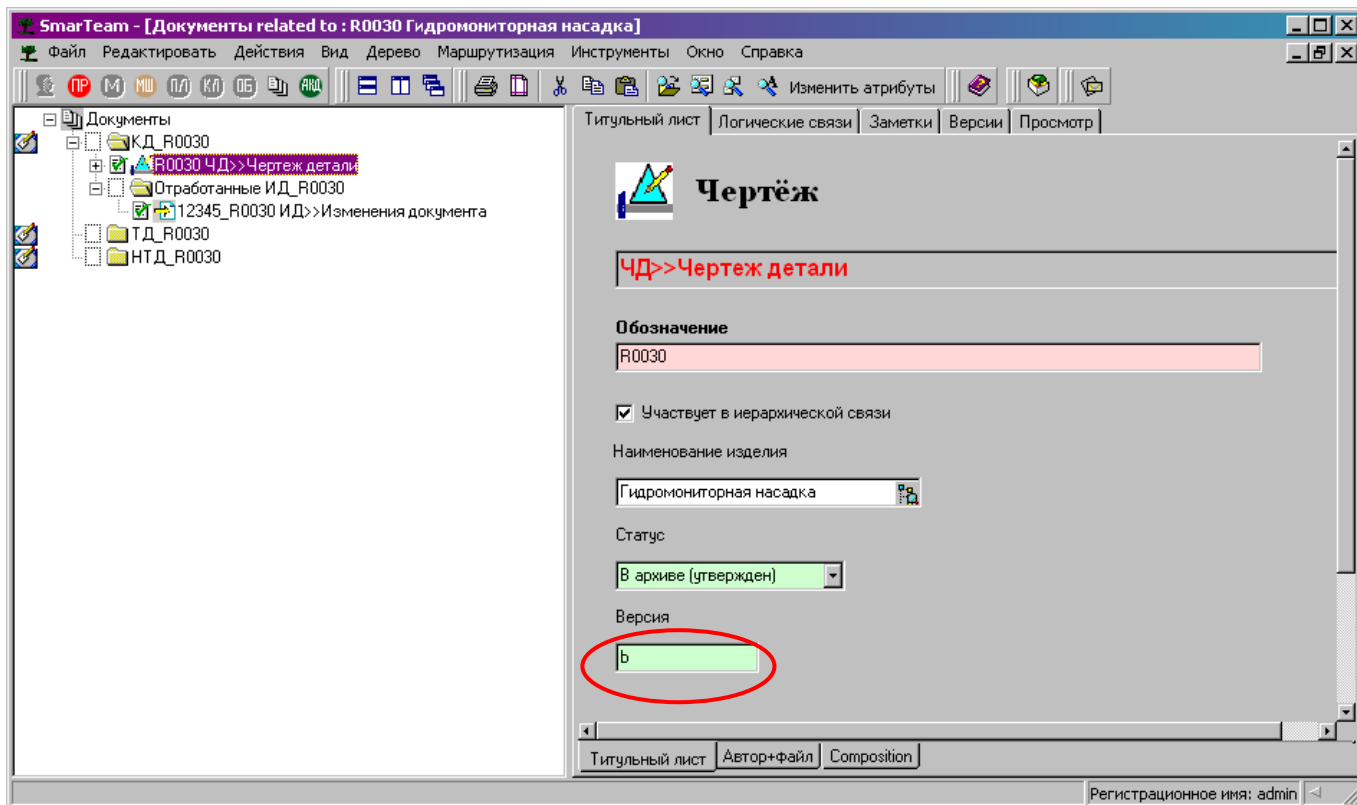 SmarTeam - [Документы related to : R0030 Гидромониторная насадка]
Файл Редактировать Действия Вид Дерево Маршрутизация Инструменты Окно Справка
ПР М МШ ПЛ КЛ ОБ Изменить атрибуты
Документы
КД_R0030
R0030 ЧД>>Чертеж детали
Отработанные ИД_R0030
12345_R0030 ИД>>Изменения документа
ТД_R0030
НТД_R0030
Титульный лист Логические связи Заметки Версии Просмотр
Чертёж
ЧД>>Чертеж детали
Обозначение
R0030
Участвует в иерархической связи
Наименование изделия
Гидромониторная насадка
Статус
В архиве (утвержден)
Версия
b
Титульный лист Автор+файл Composition
Регистрационное имя: admin